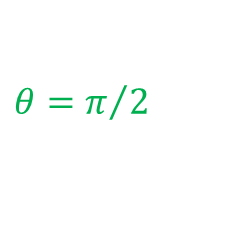 θ = π/2